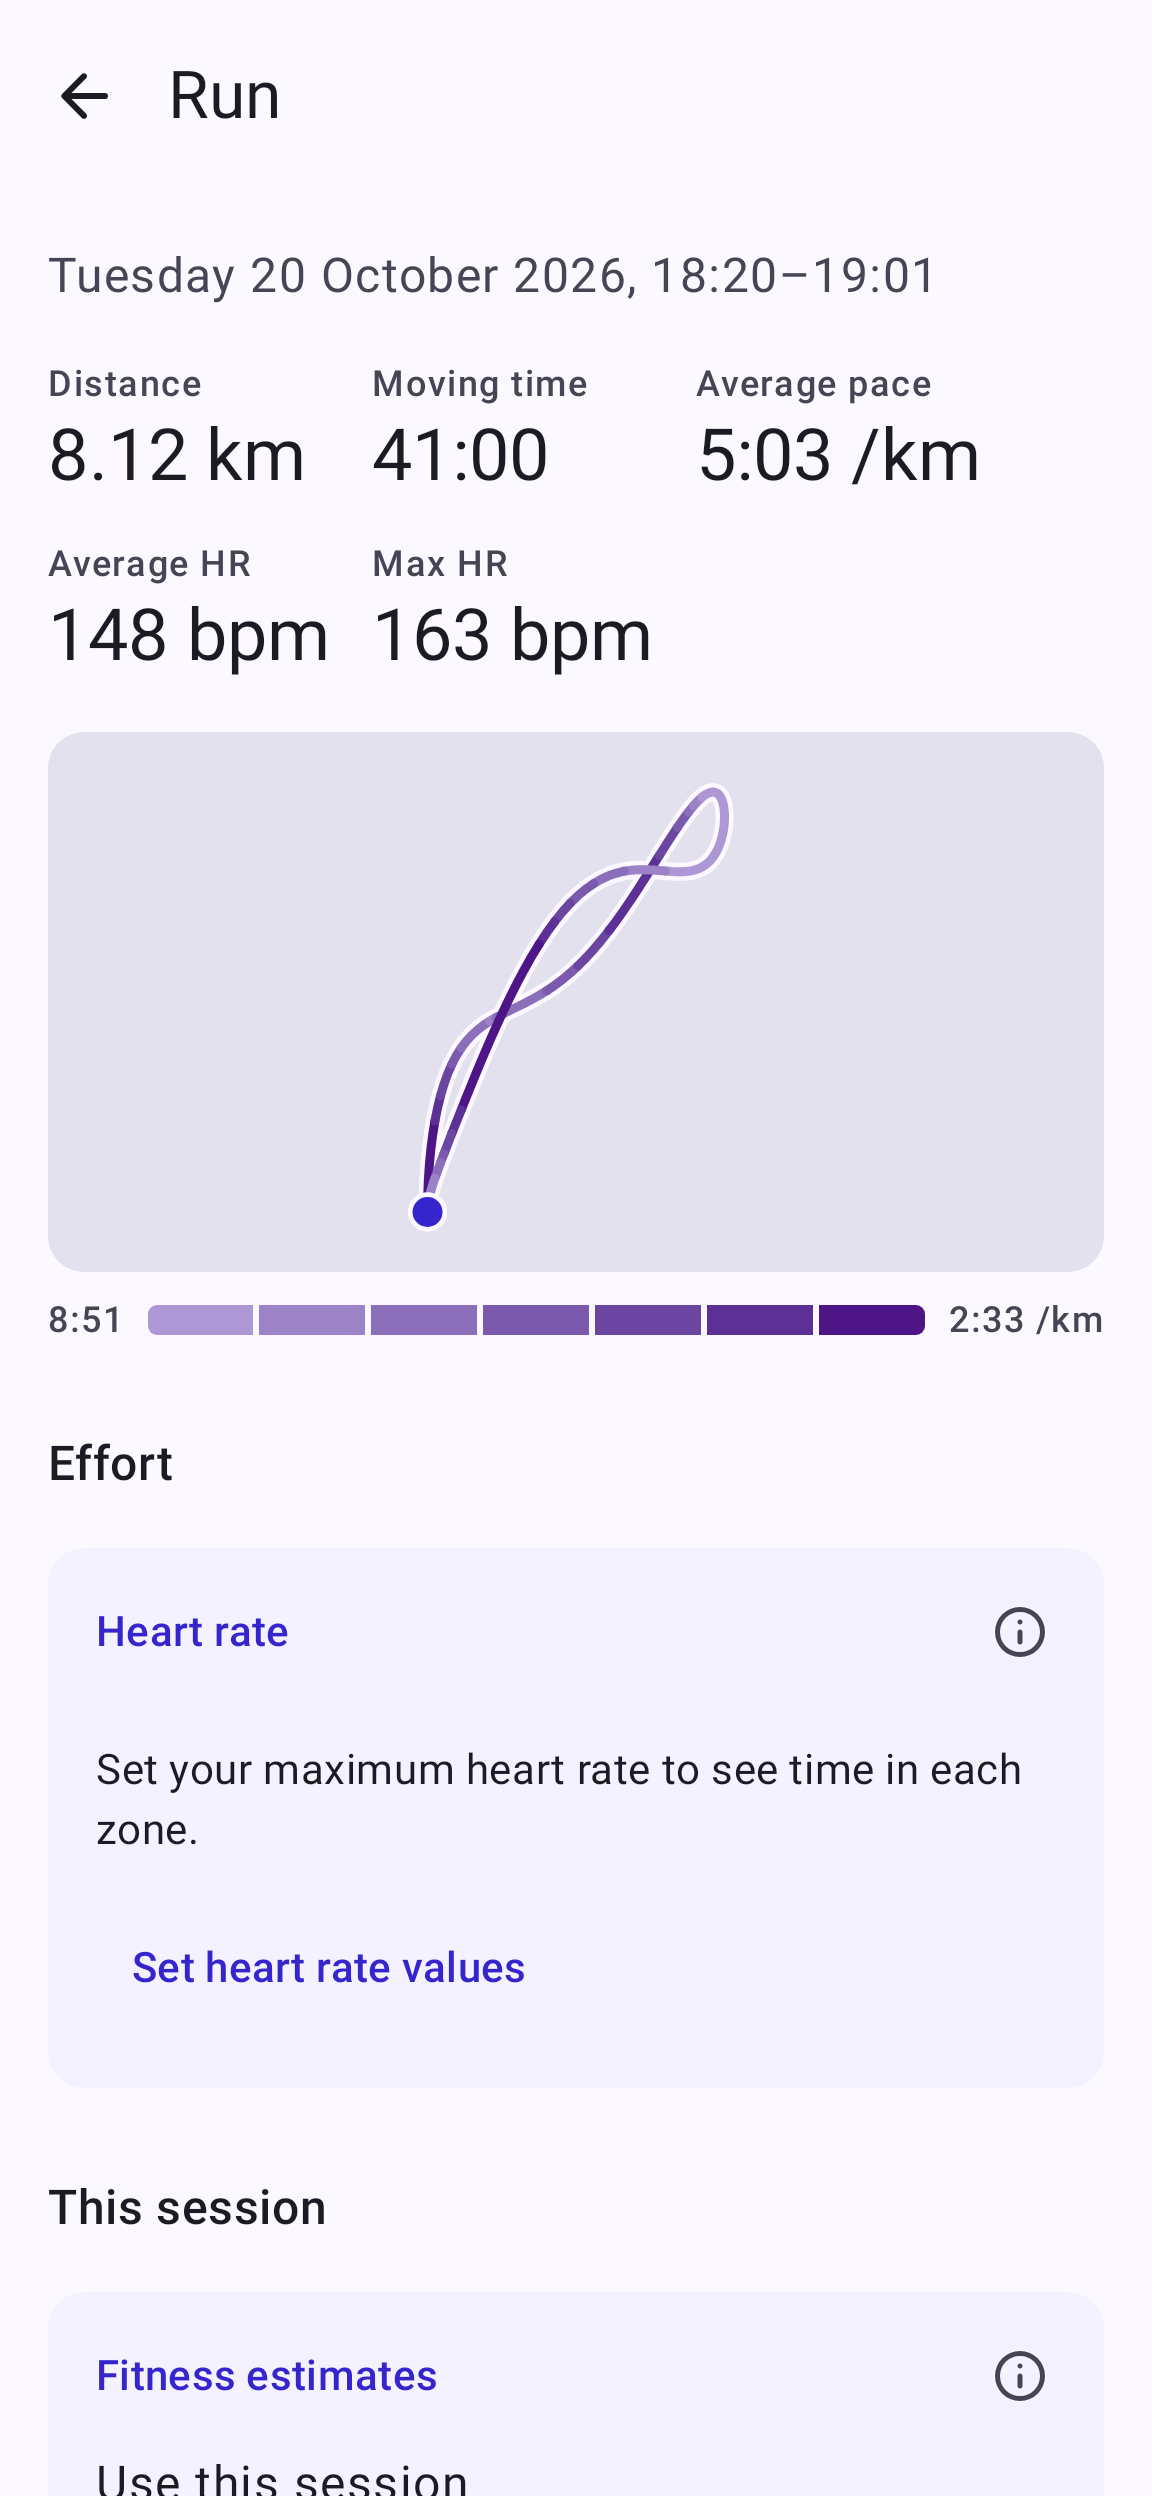 Run
Tuesday 20 October 2026, 18:20–19:01
Distance Moving time Average pace
8.12 km 41:00 5:03 /km
Average HR Max HR
148 bpm 163 bpm
8:51 2:33 /km
Effort
Heart rate
Set your maximum heart rate to see time in each
zone.
Set heart rate values
This session
Fitness estimates
Use this session